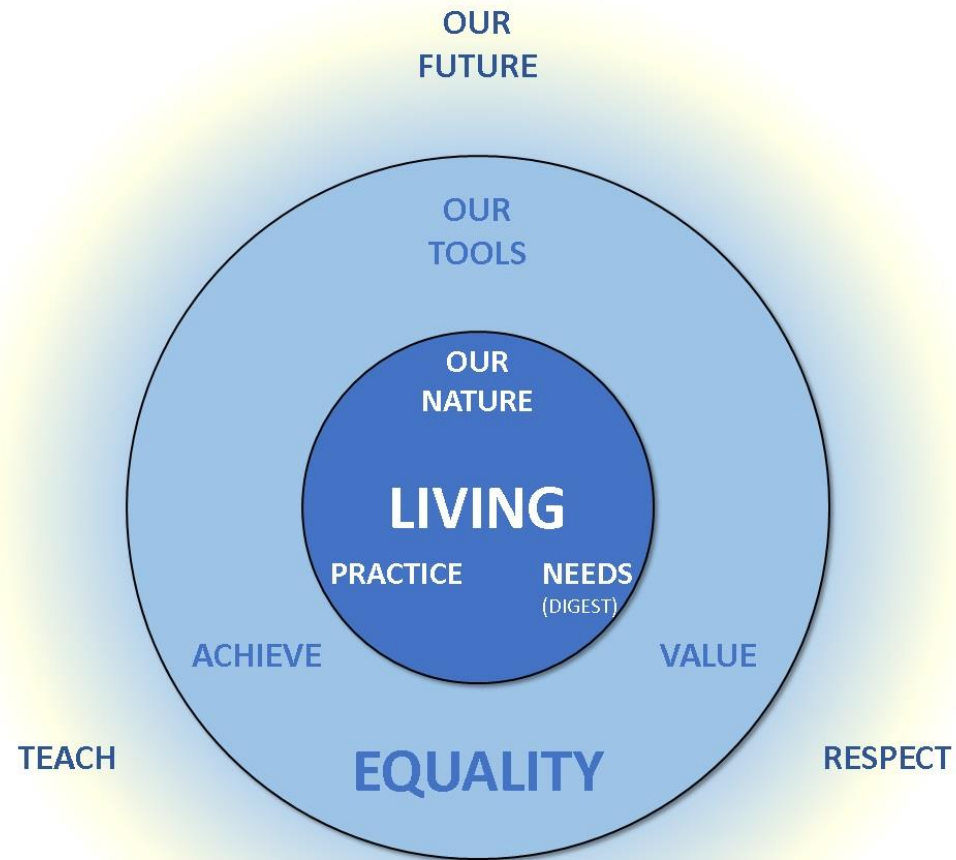 OUR
FUTURE
OUR
TOOLS
OUR
NATURE
LIVING
PRACTICE NEEDS
(DIGEST)
ACHIEVE VALUE
TEACH EQUALITY RESPECT